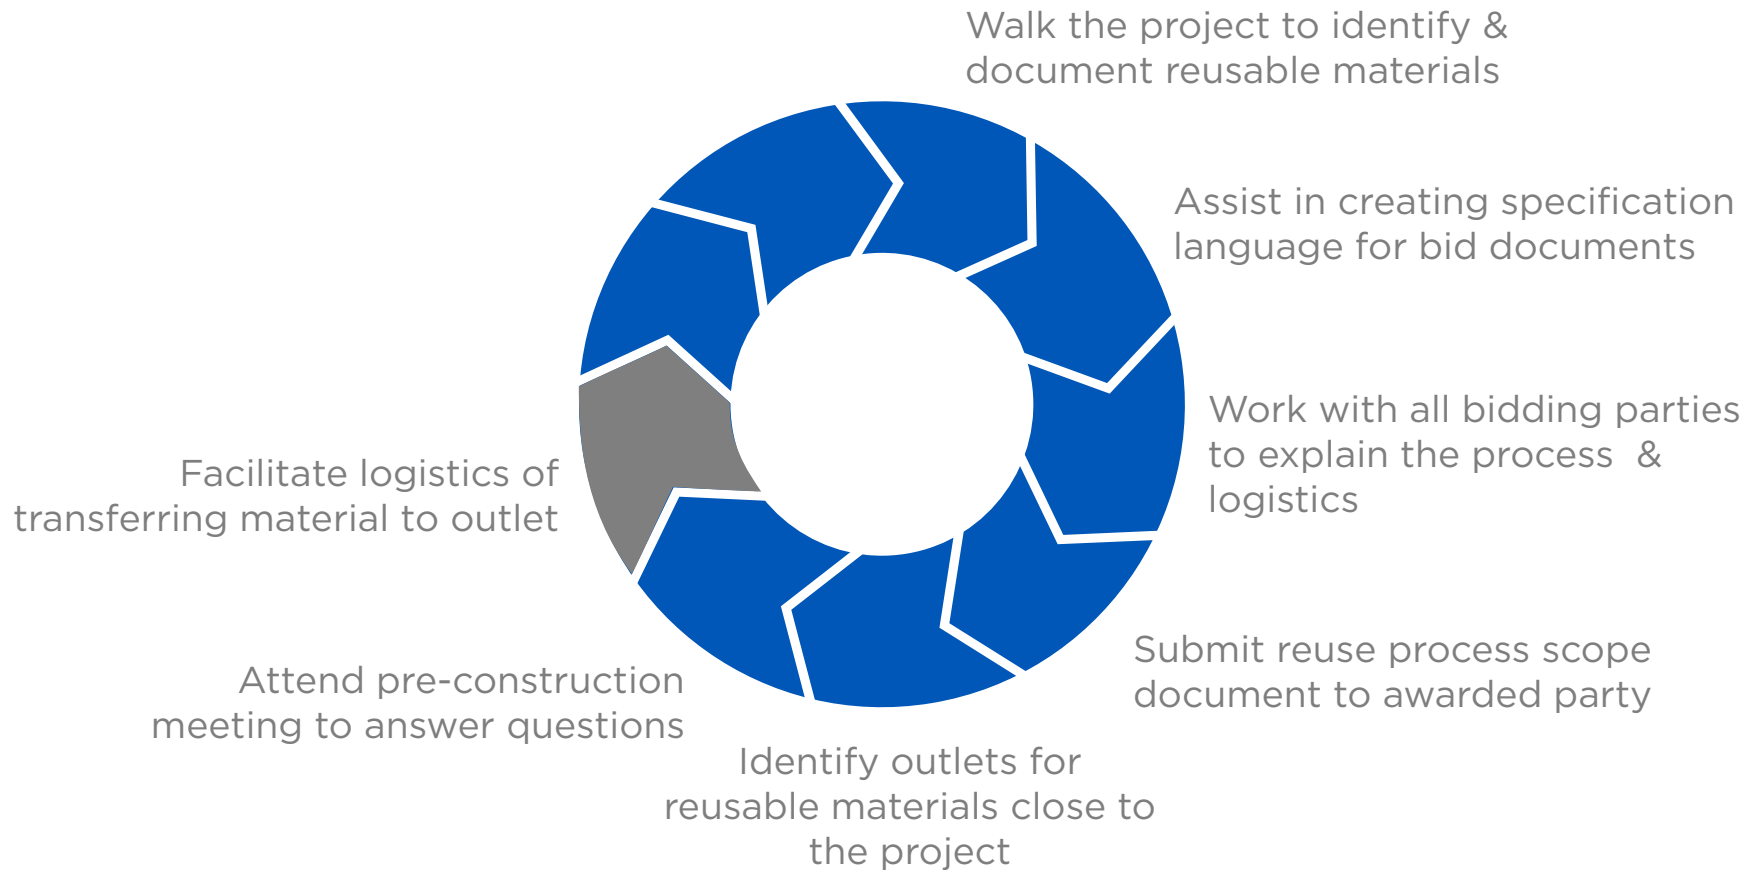 Walk the project to identify &
document reusable materials
Assist in creating specification
language for bid documents
Work with all bidding parties
to explain the process  &
logistics
Submit reuse process scope
document to awarded party
Identify outlets for
reusable materials close to
the project
Attend pre-construction
meeting to answer questions
Facilitate logistics of
transferring material to outlet